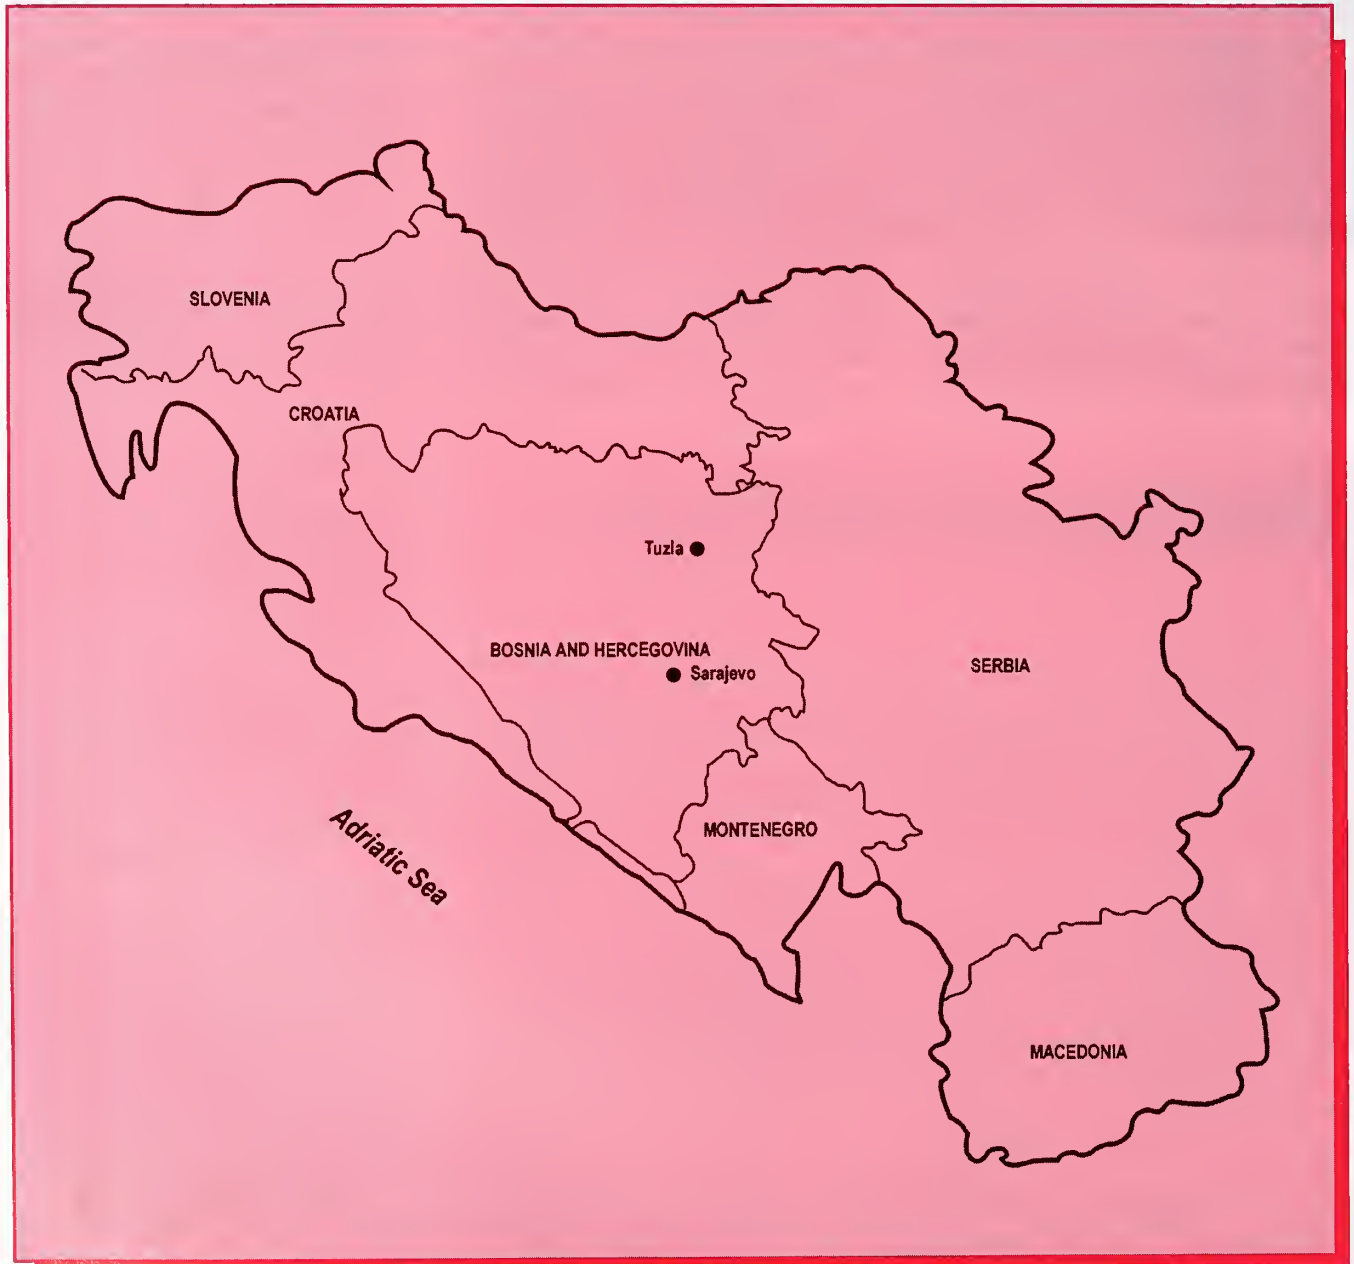 SLOVENIA
CROATIA
Tuzla
BOSNIA AND HERCEGOVINA
Sarajevo
SERBIA
MONTENEGRO
Adriatic Sea
MACEDONIA